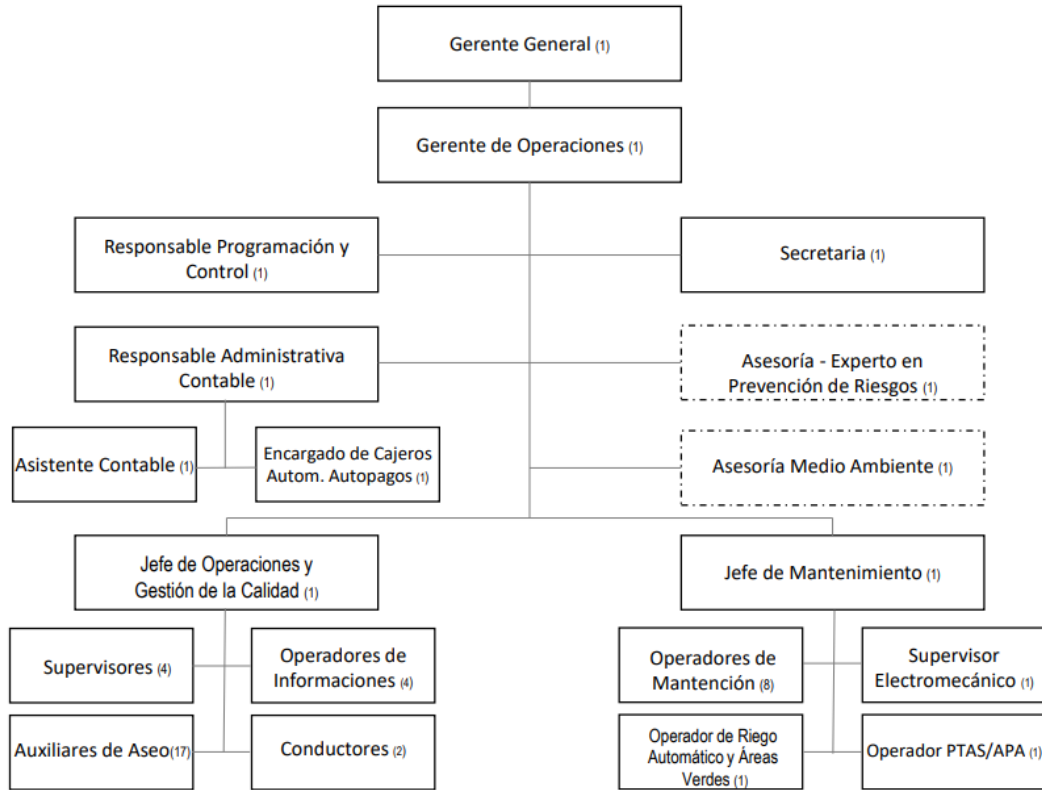 Gerente General (1)
Gerente de Operaciones (1)
Responsable Programación y
Control (1)
Secretaria (1)
Responsable Administrativa
Contable (1)
Asesoría - Experto en
Prevención de Riesgos (1)
Asistente Contable (1)
Encargado de Cajeros
Autom. Autopagos (1)
Asesoría Medio Ambiente (1)
Jefe de Operaciones y
Gestión de la Calidad (1)
Jefe de Mantenimiento (1)
Supervisores (4)
Operadores de
Informaciones (4)
Operadores de
Mantención (8)
Supervisor
Electromecánico (1)
Auxiliares de Aseo(17)
Conductores (2)
Operador de Riego
Automático y Áreas
Verdes (1)
Operador PTAS/APA (1)